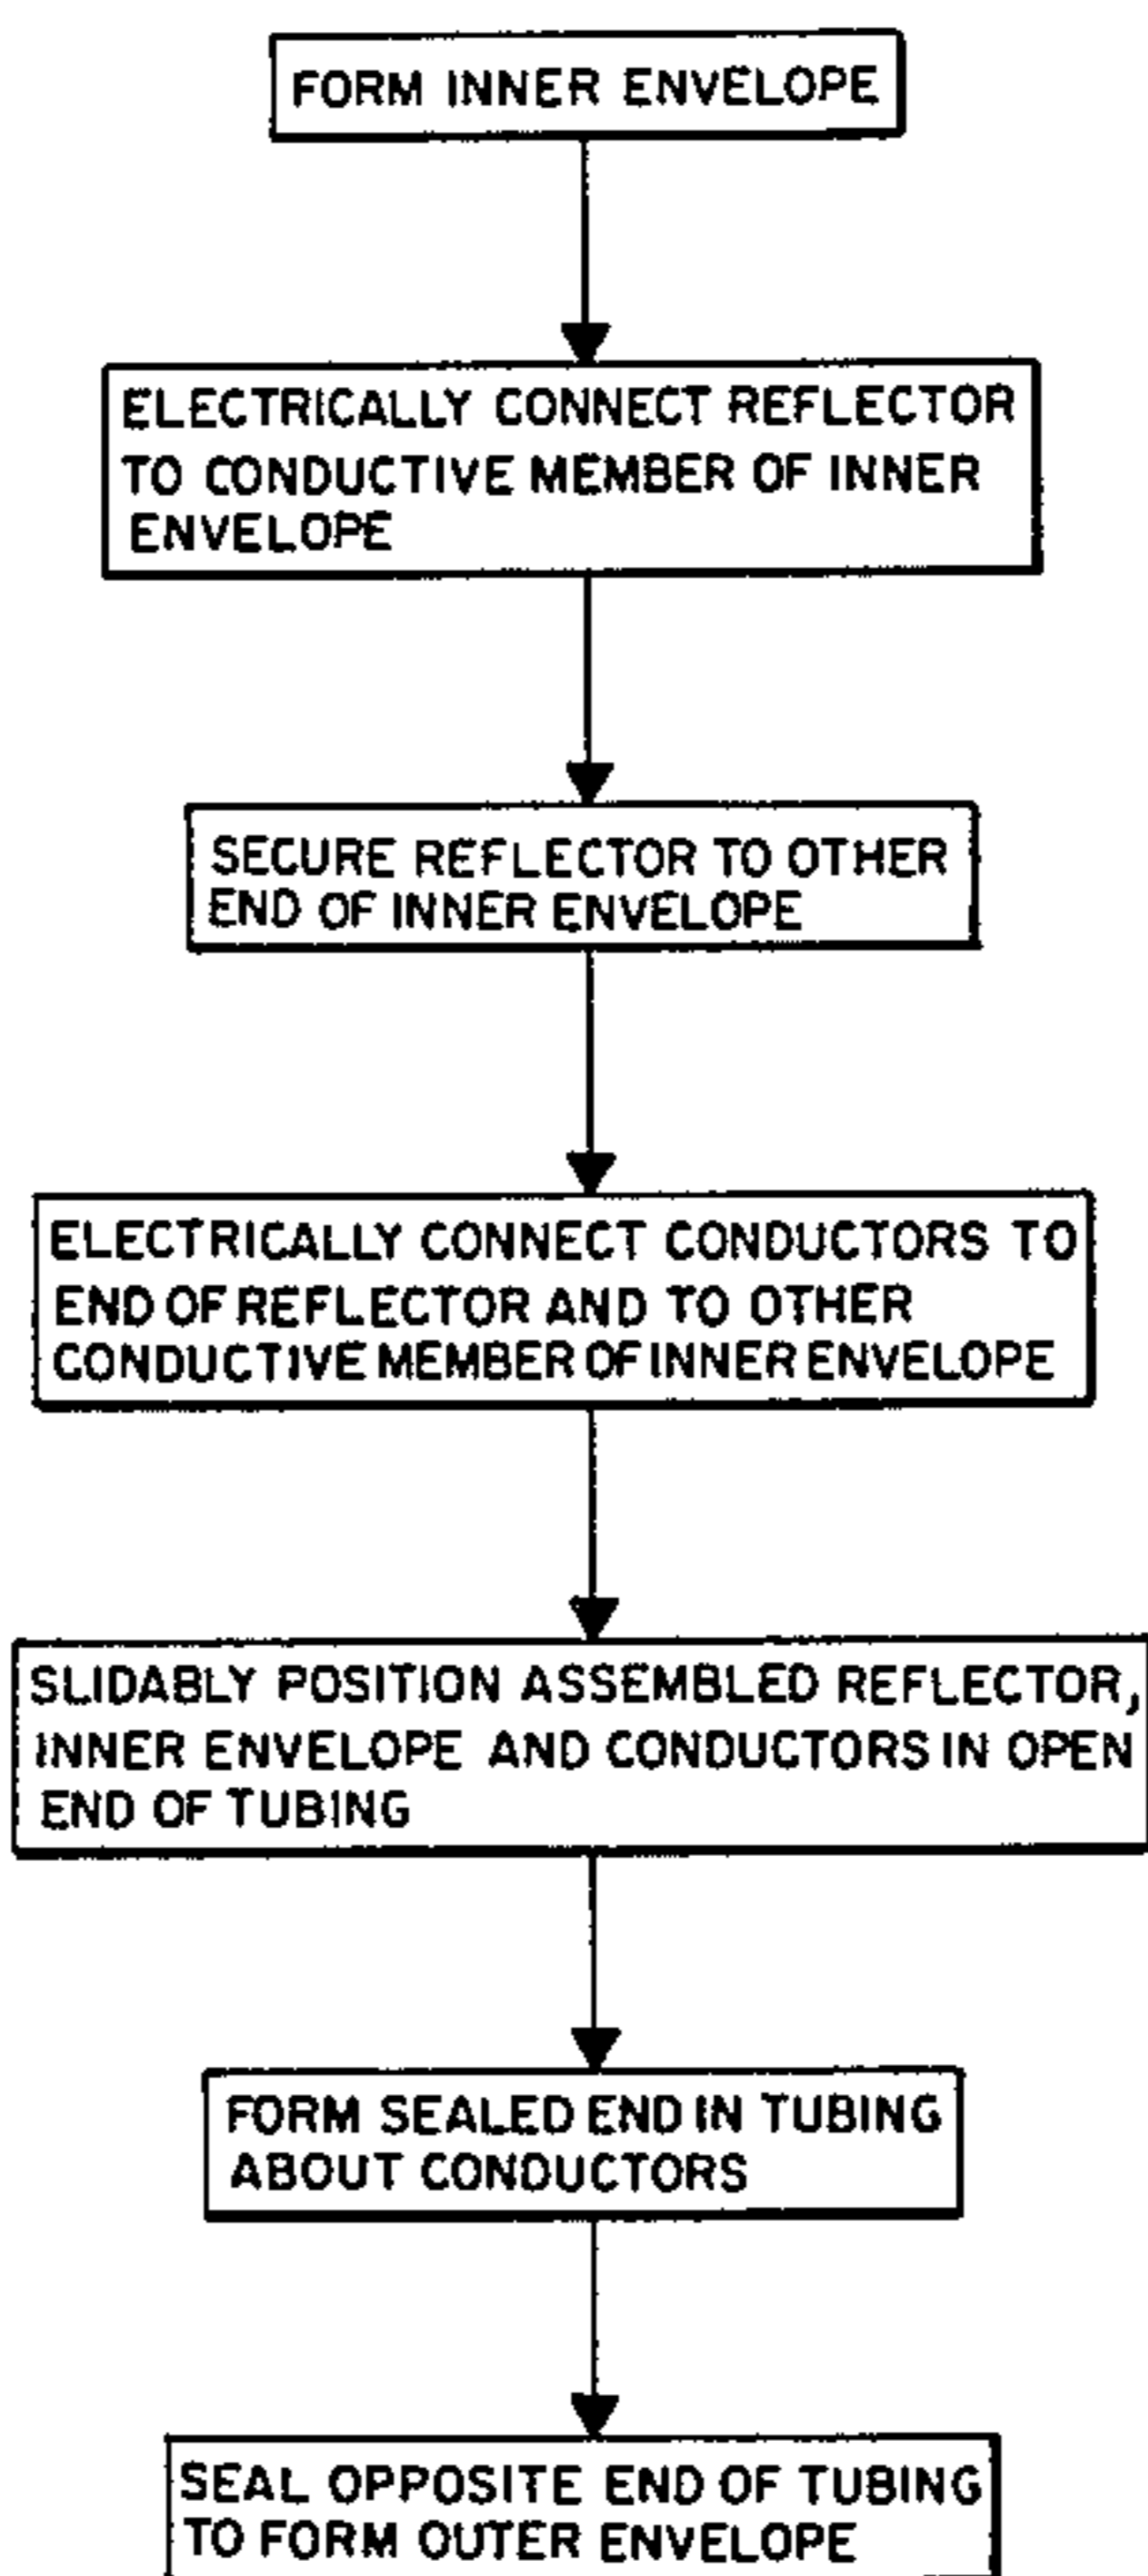 FORM INNER ENVELOPE
ELECTRICALLY CONNECT REFLECTOR
TO CONDUCTIVE MEMBER OF INNER
ENVELOPE
SECURE REFLECTOR TO OTHER
END OF INNER ENVELOPE
ELECTRICALLY CONNECT CONDUCTORS TO
END OF REFLECTOR AND TO OTHER
CONDUCTIVE MEMBER OF INNER ENVELOPE
SLIDABLY POSITION ASSEMBLED REFLECTOR,
INNER ENVELOPE AND CONDUCTORS IN OPEN
END OF TUBING
FORM SEALED END IN TUBING
ABOUT CONDUCTORS
SEAL OPPOSITE END OF TUBING
TO FORM OUTER ENVELOPE